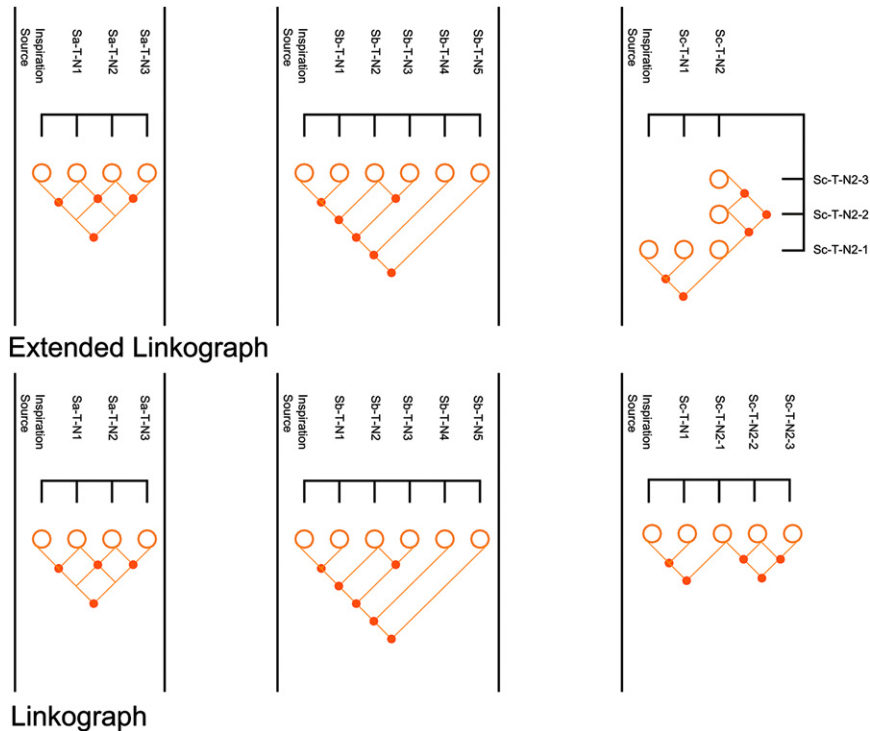 Inspiration
Source
Sa-T-N1
Sa-T-N2
Sa-T-N3
Inspiration
Source
Sb-T-N1
Sb-T-N2
Sb-T-N3
Sb-T-N4
Sb-T-N5
Inspiration
Source
Sc-T-N1
Sc-T-N2
Sc-T-N2-3
Sc-T-N2-2
Sc-T-N2-1
Extended Linkograph
Inspiration
Source
Sa-T-N1
Sa-T-N2
Sa-T-N3
Inspiration
Source
Sb-T-N1
Sb-T-N2
Sb-T-N3
Sb-T-N4
Sb-T-N5
Inspiration
Source
Sc-T-N1
Sc-T-N2-1
Sc-T-N2-2
Sc-T-N2-3
Linkograph